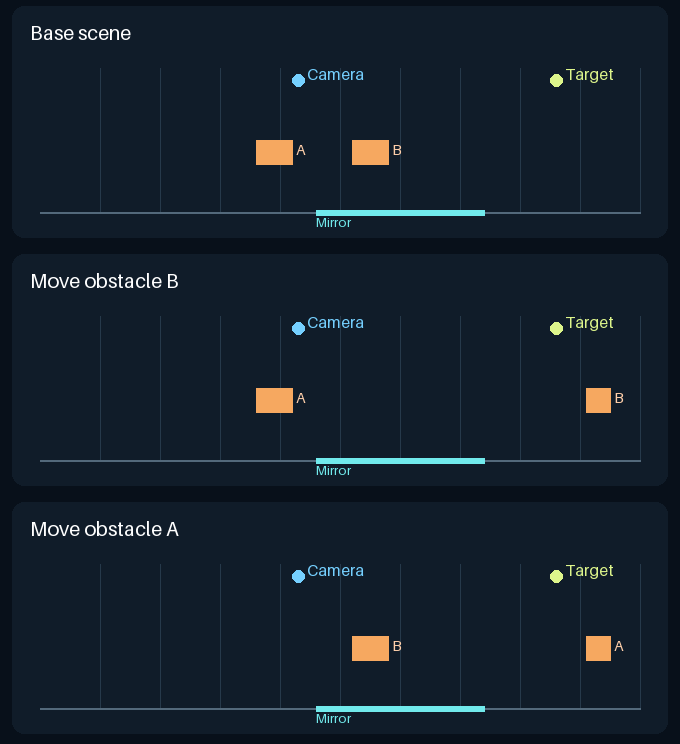 Base scene
Camera
Target
A
B
Mirror
Move obstacle B
Camera
Target
A
B
Mirror
Move obstacle A
Camera
Target
B
A
Mirror